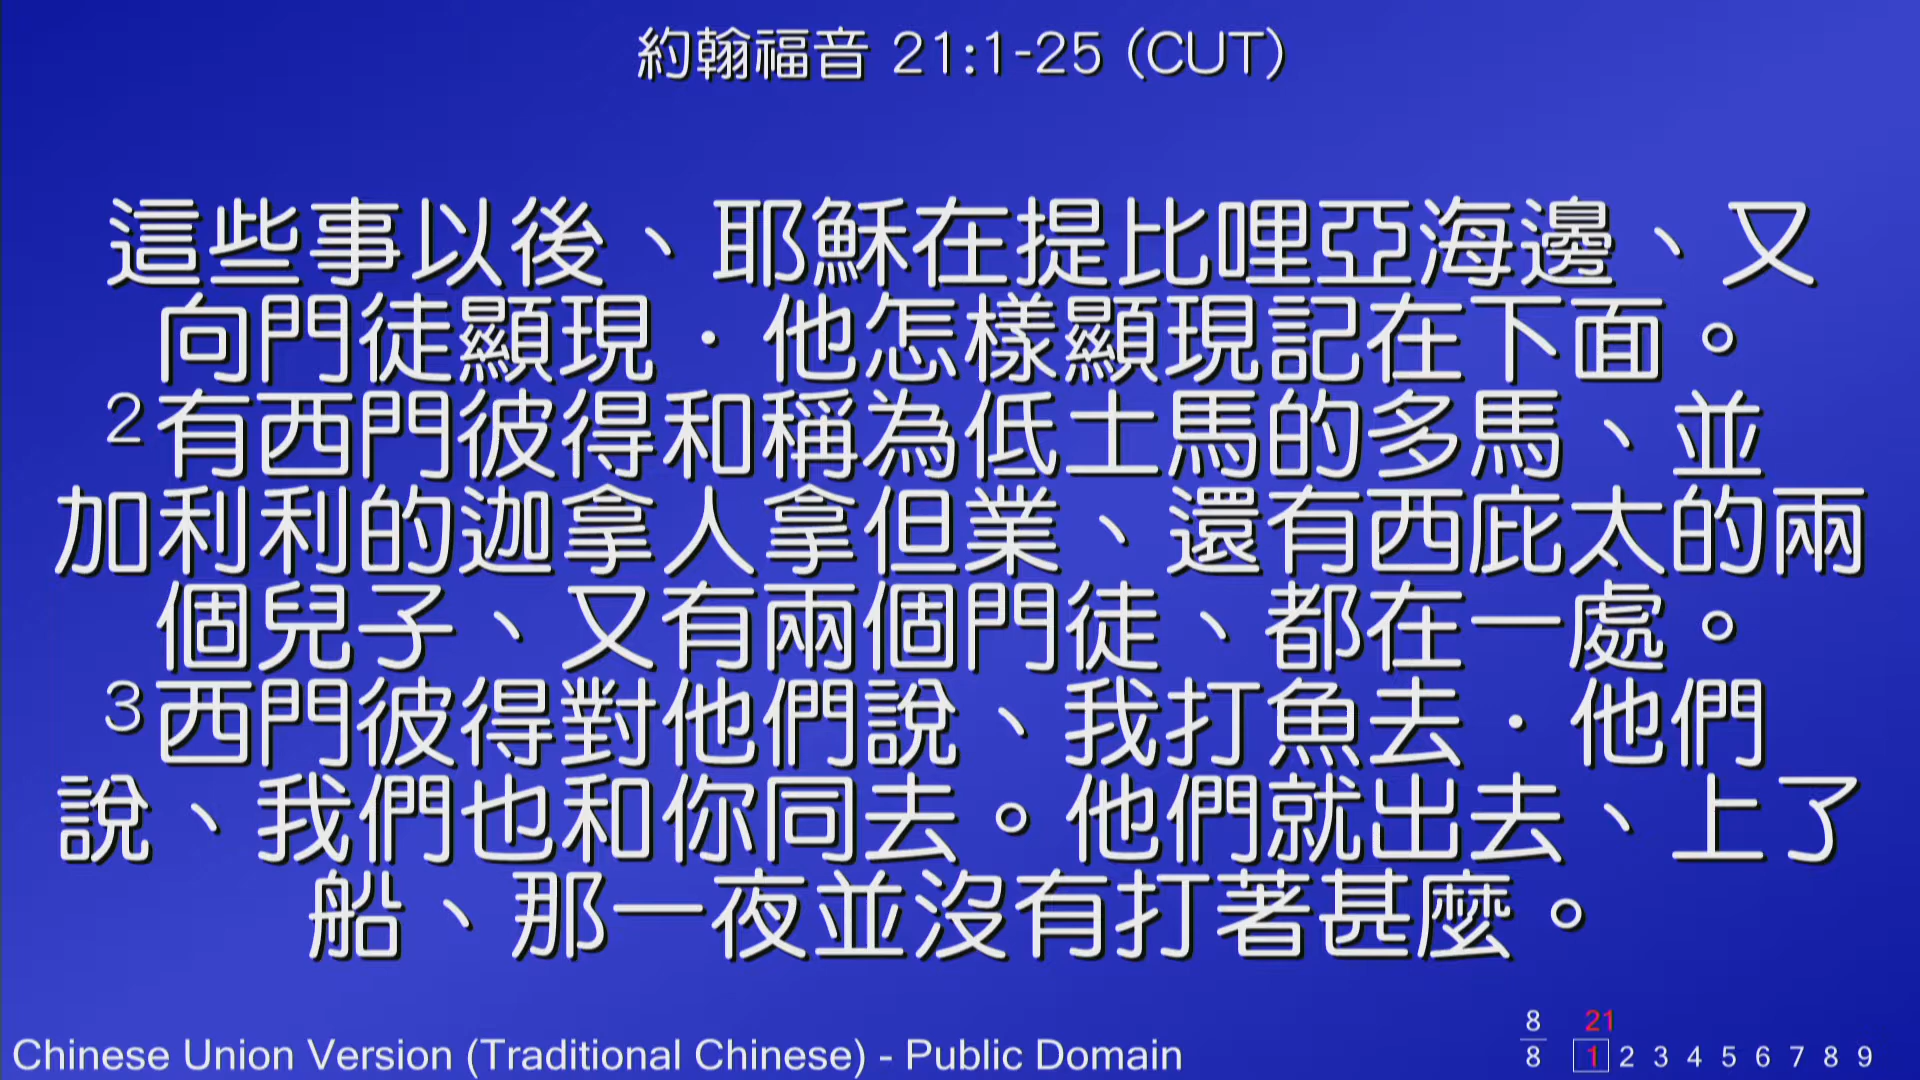 約翰福音 21:1-25 (CUT)
這些事以後、耶穌在提比哩亞海邊、又
向門徒顯現．他怎樣顯現記在下面。
2有西門彼得和稱為低土馬的多馬、並
加利利的迦拿人拿但業、還有西庇太的兩
個兒子、又有兩個門徒、都在一處。
3西門彼得對他們說、我打魚去．他們
說、我們也和你同去。他們就出去、上了
船、那一夜並沒有打著甚麼。
Chinese Union Version (Traditional Chinese) - Public Domain
8 21
8 1 2 3 4 5 6 7 8 9